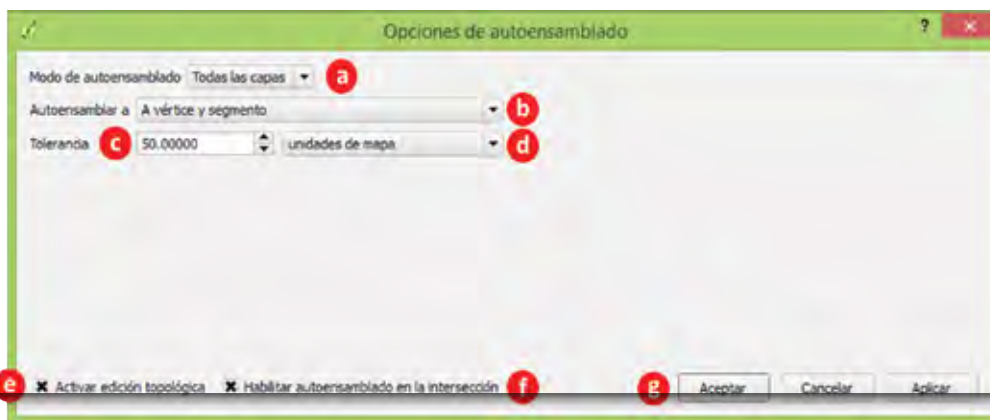 Opciones de autoensamblado ?
Modo de autoensamblado Todas las capas a
Autoensamblar a A vértice y segmento b
Tolerancia c 50.00000 unidades de mapa d
e Activar edición topológica Habilitar autoensamblado en la intersección f g Aceptar Cancelar Aplicar